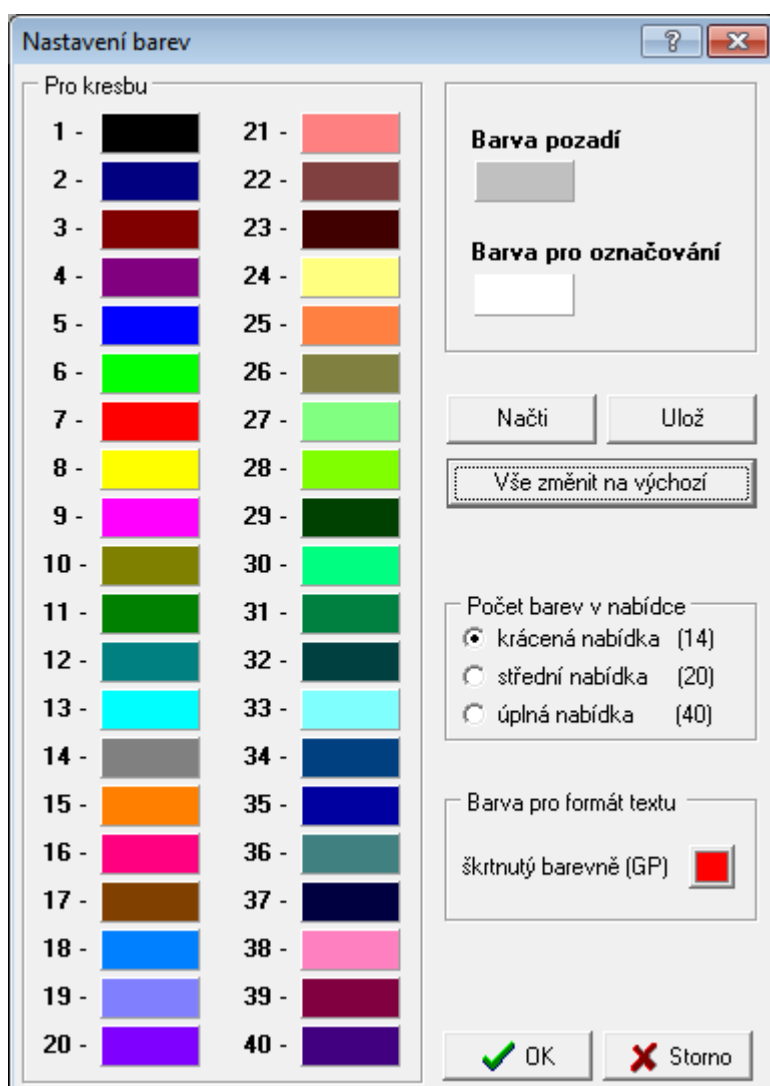 Nastavení barev
Pro kresbu
1 -
2 -
3 -
4 -
5 -
6 -
7 -
8 -
9 -
10 -
11 -
12 -
13 -
14 -
15 -
16 -
17 -
18 -
19 -
20 -
21 -
22 -
23 -
24 -
25 -
26 -
27 -
28 -
29 -
30 -
31 -
32 -
33 -
34 -
35 -
36 -
37 -
38 -
39 -
40 -
Barva pozadí
Barva pro označování
Načti
Ulož
Vše změnit na výchozí
Počet barev v nabídce
krácená nabídka (14)
střední nabídka (20)
úplná nabídka (40)
Barva pro formát textu
škrtnutý barevně (GP)
OK
Storno